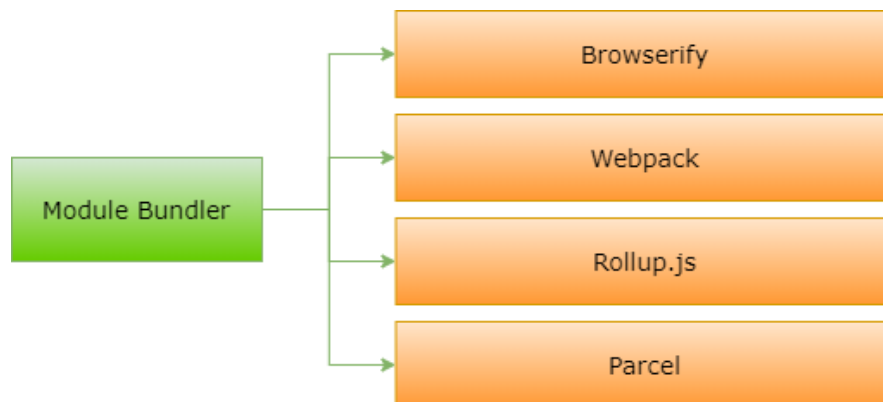 Module Bundler
Browserify
Webpack
Rollup.js
Parcel